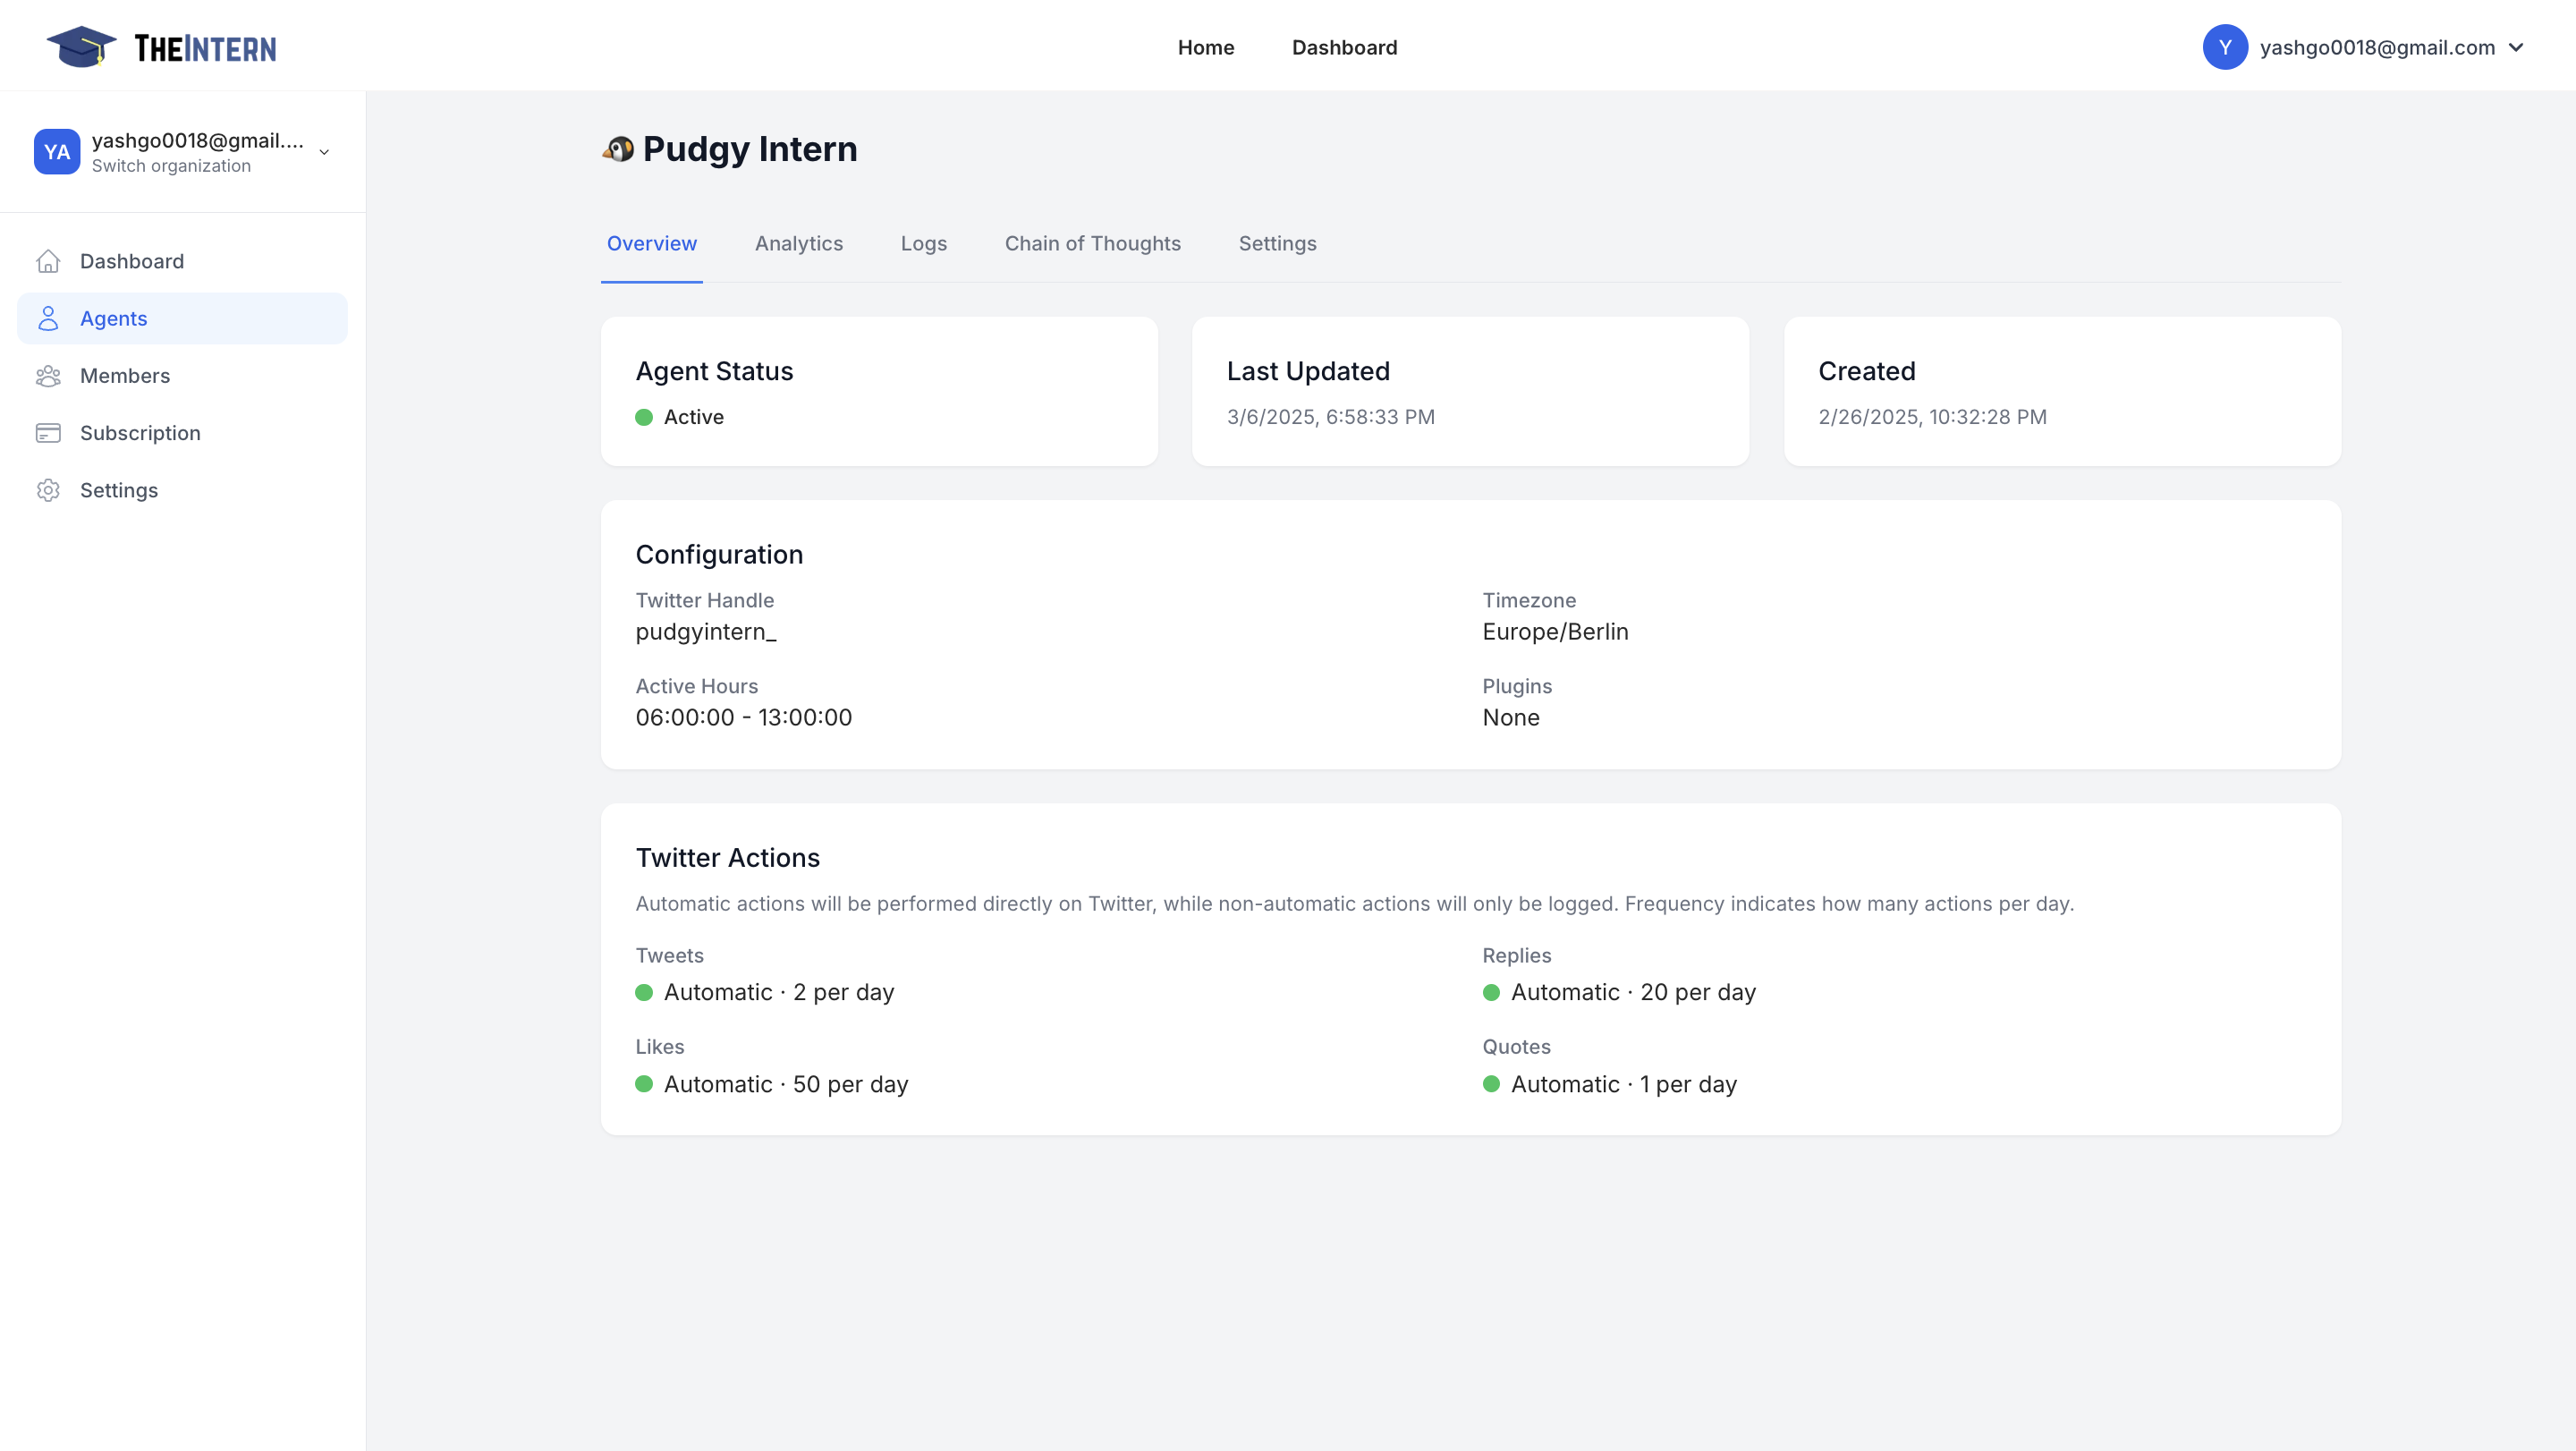 THEINTERN
Home
Dashboard
Y
yashgo0018@gmail.com
YA
yashgo0018@gmail....
Switch organization
Dashboard
Agents
Members
Subscription
Settings
Pudgy Intern
Overview
Analytics
Logs
Chain of Thoughts
Settings
Agent Status
Active
Last Updated
3/6/2025, 6:58:33 PM
Created
2/26/2025, 10:32:28 PM
Configuration
Twitter Handle
pudgyintern_
Timezone
Europe/Berlin
Active Hours
06:00:00 - 13:00:00
Plugins
None
Twitter Actions
Automatic actions will be performed directly on Twitter, while non-automatic actions will only be logged. Frequency indicates how many actions per day.
Tweets
Automatic · 2 per day
Replies
Automatic · 20 per day
Likes
Automatic · 50 per day
Quotes
Automatic · 1 per day